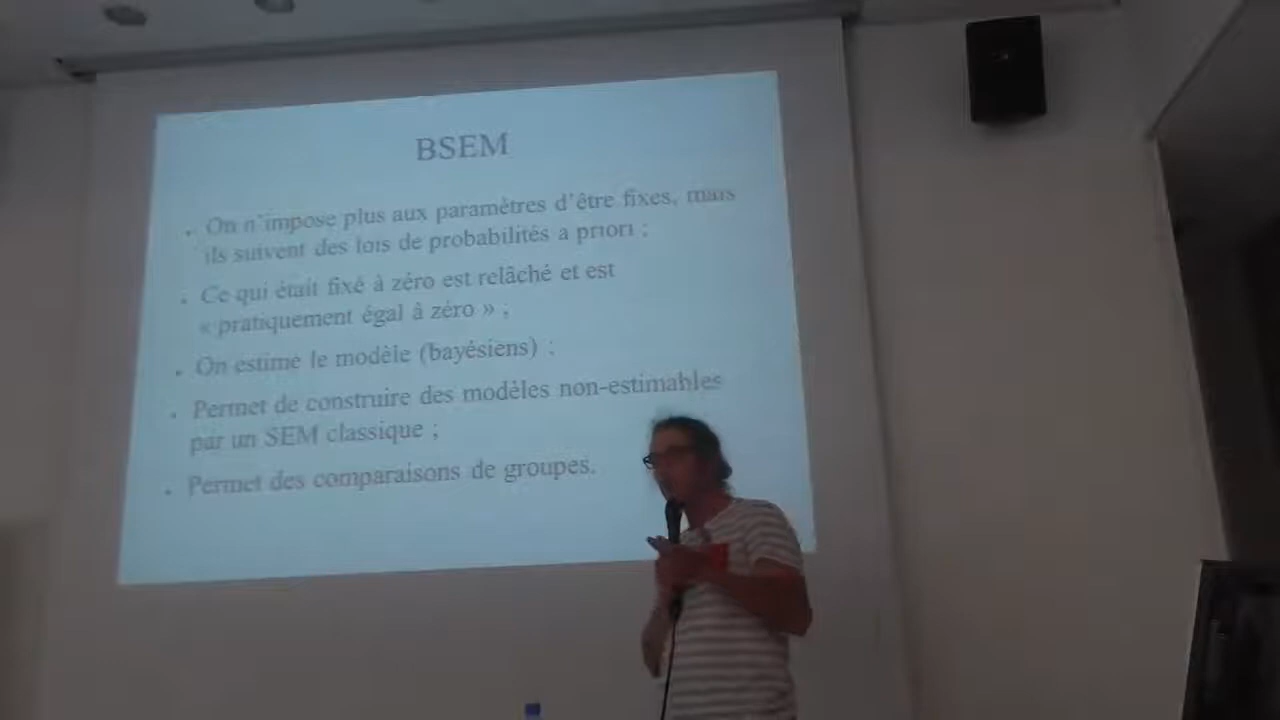 BSEM
On n'impose plus aux paramètres d'être fixes, mais
ils suivent des lois de probabilités a priori ;
Ce qui était fixé à zéro est relâché et est
« pratiquement égal à zéro » ;
On estime le modèle (bayésiens) ;
Permet de construire des modèles non-estimables
par un SEM classique ;
Permet des comparaisons de groupes.